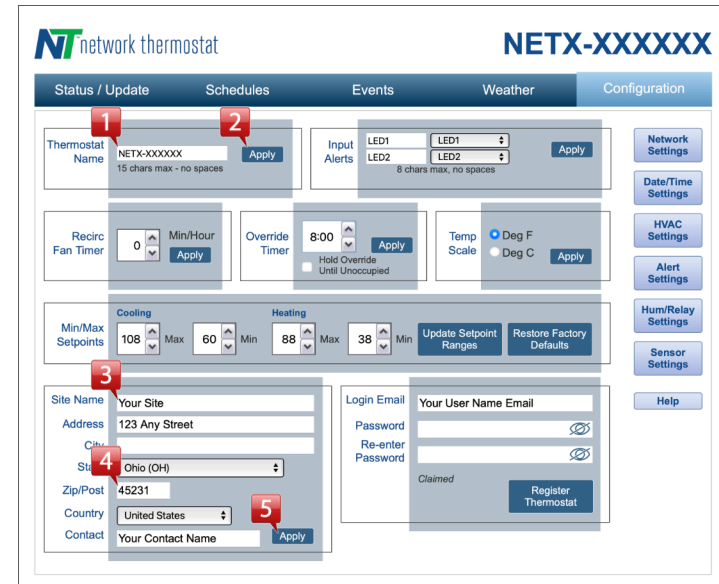 NT network thermostat
NETX-XXXXXX
Status / Update Schedules Events Weather Configuration
1 2
Thermostat Name
NETX-XXXXXX Apply
15 chars max - no spaces
Input Alerts
LED1 LED1
LED2 LED2
Apply
8 chars max, no spaces
Network Settings
Date/Time Settings
HVAC Settings
Alert Settings
Hum/Relay Settings
Sensor Settings
Help
Recirc Fan Timer
0 Min/Hour
Apply
Override Timer
8:00 Apply
Hold Override Until Unoccupied
Temp Scale
Deg F
Deg C
Apply
Min/Max Setpoints
Cooling Heating
108 Max 60 Min 88 Max 38 Min
Update Setpoint Ranges
Restore Factory Defaults
3
Site Name Your Site
Address 123 Any Street
City
4
Ohio (OH)
Zip/Post 45231
Country United States
5
Contact Your Contact Name Apply
Login Email Your User Name Email
Password
Re-enter Password
Claimed
Register Thermostat